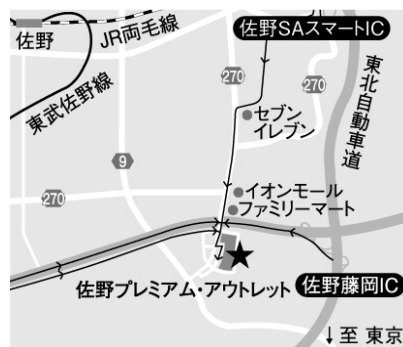 佐野SAスマートIC
佐野
JR両毛線
東武佐野線
東北自動車道
270
270
セブン
イレブン
9
270
イオンモール
ファミリーマート
佐野プレミアム・アウトレット
佐野藤岡IC
↓至 東京